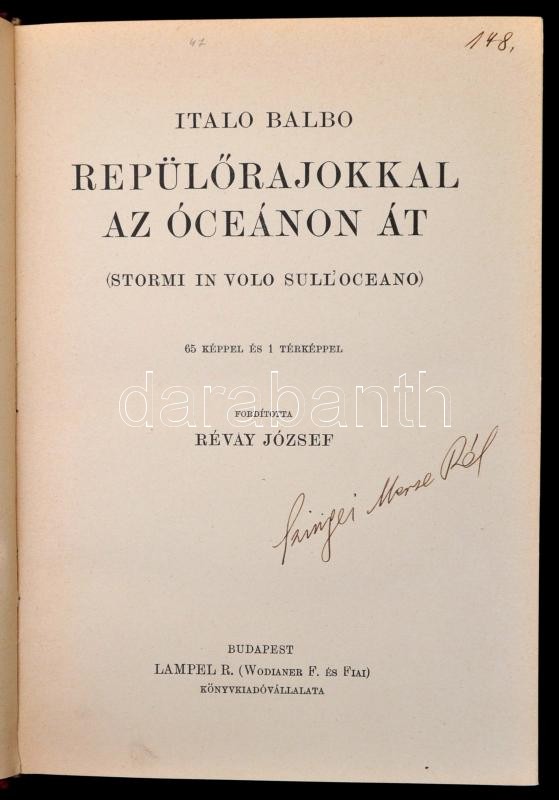 47
148,
ITALO BALBO
REPÜLŐRAJOKKAL
AZ ÓCEÁNON ÁT
(STORMI IN VOLO SULL'OCEANO)
65 KÉPPEL ÉS 1 TÉRKÉPPEL
darabanth
FORDÍTOTTA
RÉVAY JÓZSEF
Szinyei Merse Pál
BUDAPEST
LAMPEL R. (WODIANER F. ÉS FIAI)
KÖNYVKIADÓVÁLLALATA